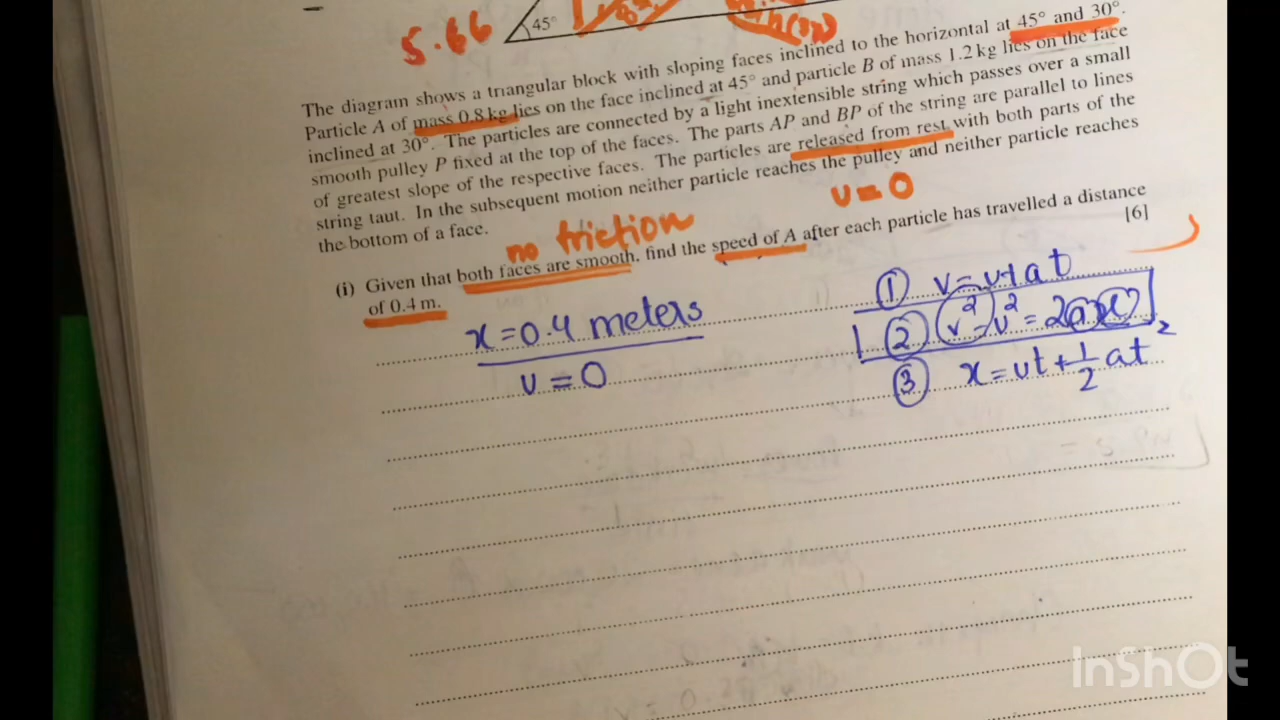 5.66
45°
The diagram shows a triangular block with sloping faces inclined to the horizontal at 45° and 30°.
Particle A of mass 0.8 kg lies on the face inclined at 45° and particle B of mass 1.2 kg lies on the face
inclined at 30°. The particles are connected by a light inextensible string which passes over a small
smooth pulley P fixed at the top of the faces. The parts AP and BP of the string are parallel to lines
of greatest slope of the respective faces. The particles are released from rest with both parts of the
string taut. In the subsequent motion neither particle reaches the pulley and neither particle reaches
the bottom of a face.
u=0
no friction
(i) Given that both faces are smooth, find the speed of A after each particle has travelled a distance
of 0.4 m.
[6]
x=0.4 meters
u=0
① v=u+at
② v²-u²=2ax
③ x=ut+½at²
InShOt